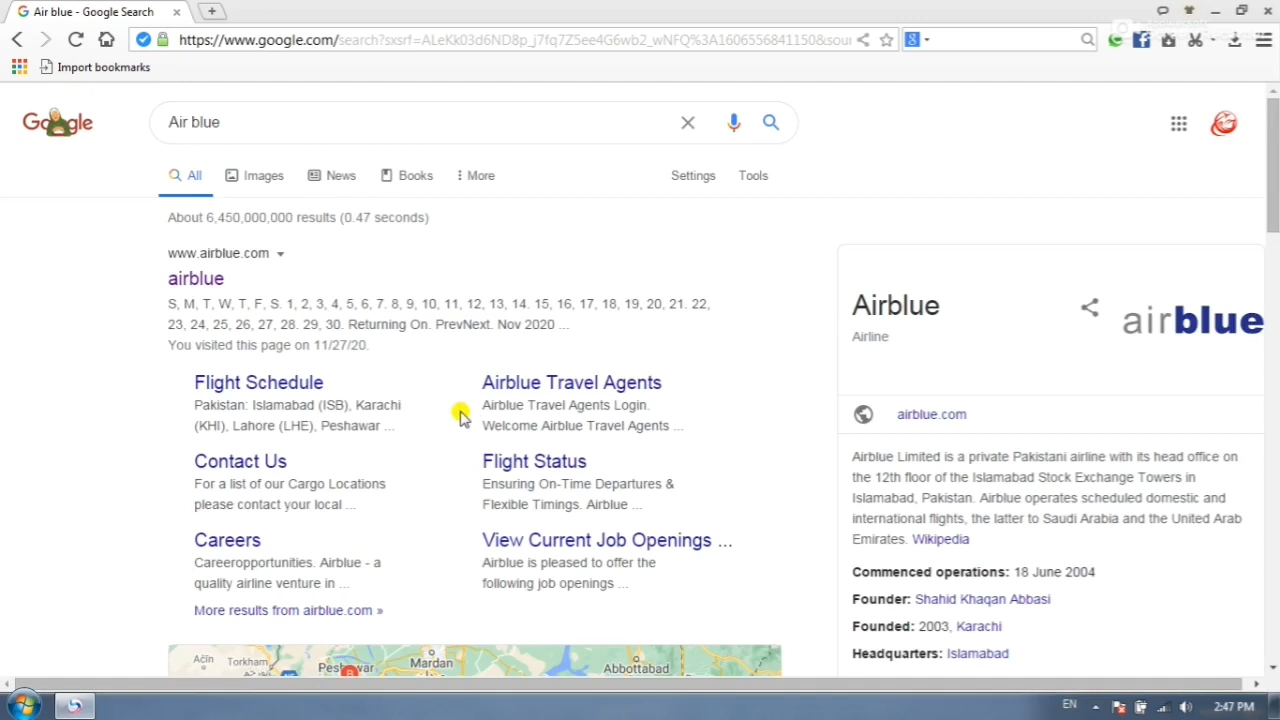 Air blue - Google Search
https://www.google.com/search?sxsrf=ALeKk03d6ND8p_j7fq7Z5ee4G6wb2_wNFQ%3A1606556841150&sour
Import bookmarks
Google
Air blue
All Images News Books More Settings Tools
About 6,450,000,000 results (0.47 seconds)
www.airblue.com
airblue
S, M, T, W, T, F, S. 1, 2, 3, 4, 5, 6, 7. 8, 9, 10, 11, 12, 13, 14. 15, 16, 17, 18, 19, 20, 21. 22,
23, 24, 25, 26, 27, 28. 29, 30. Returning On. PrevNext. Nov 2020 ...
You visited this page on 11/27/20.
Flight Schedule
Pakistan: Islamabad (ISB), Karachi
(KHI), Lahore (LHE), Peshawar ...
Airblue Travel Agents
Airblue Travel Agents Login.
Welcome Airblue Travel Agents ...
Contact Us
For a list of our Cargo Locations
please contact your local ...
Flight Status
Ensuring On-Time Departures &
Flexible Timings. Airblue ...
Careers
Careeropportunities. Airblue - a
quality airline venture in ...
View Current Job Openings ...
Airblue is pleased to offer the
following job openings ...
More results from airblue.com »
Torkham
Peshawar
Mardan
Abbottabad
Airblue
Airline
airblue
airblue.com
Airblue Limited is a private Pakistani airline with its head office on
the 12th floor of the Islamabad Stock Exchange Towers in
Islamabad, Pakistan. Airblue operates scheduled domestic and
international flights, the latter to Saudi Arabia and the United Arab
Emirates. Wikipedia
Commenced operations: 18 June 2004
Founder: Shahid Khaqan Abbasi
Founded: 2003, Karachi
Headquarters: Islamabad
EN
2:47 PM